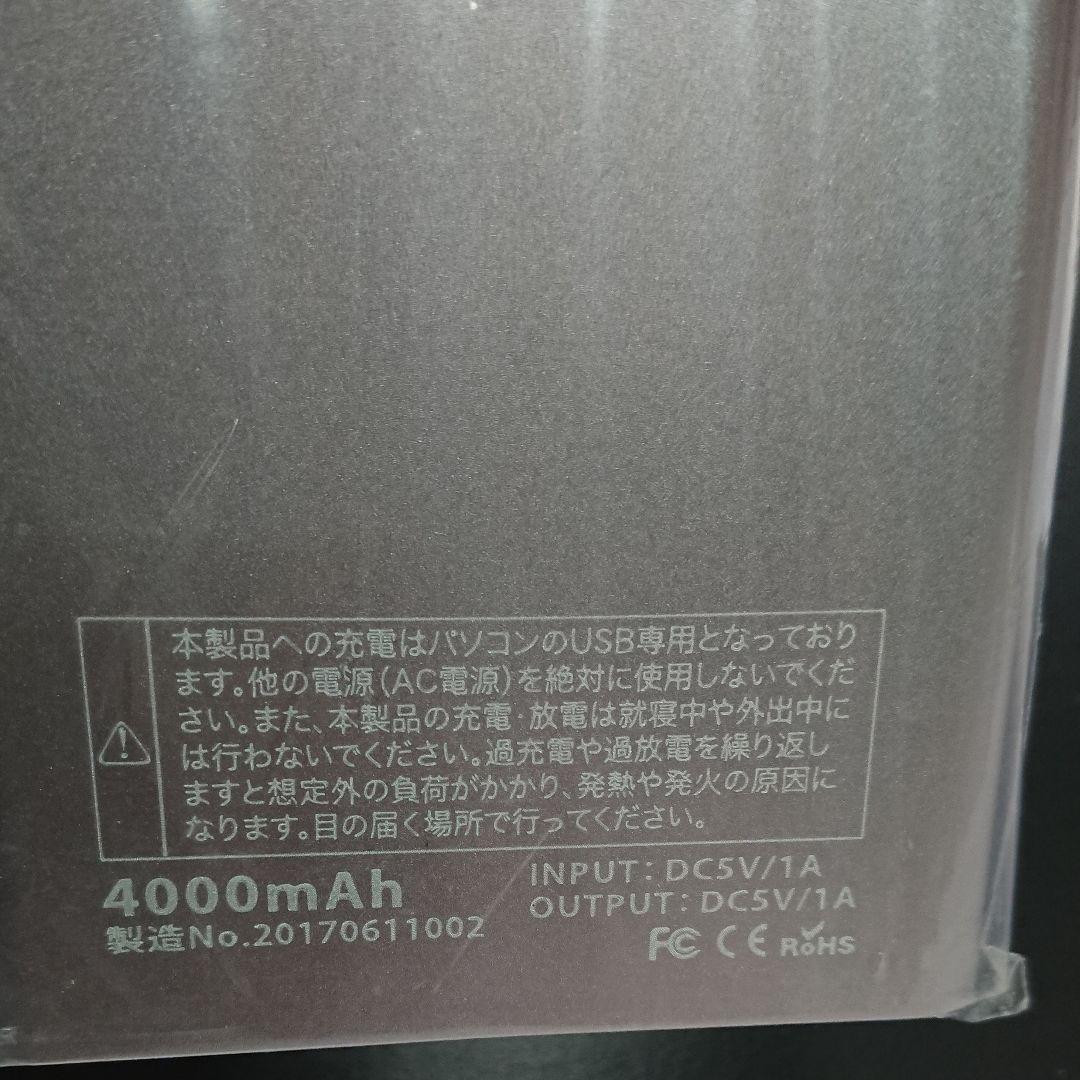 本製品への充電はパソコンのUSB専用となっており
ます。他の電源(AC電源)を絶対に使用しないでくだ
さい。また、本製品の充電・放電は就寝中や外出中に
は行わないでください。過充電や過放電を繰り返し
ますと想定外の負荷がかかり、発熱や発火の原因に
なります。目の届く場所で行ってください。
4000mAh
製造No.20170611002
INPUT: DC5V/1A
OUTPUT: DC5V/1A
FC CE RoHS